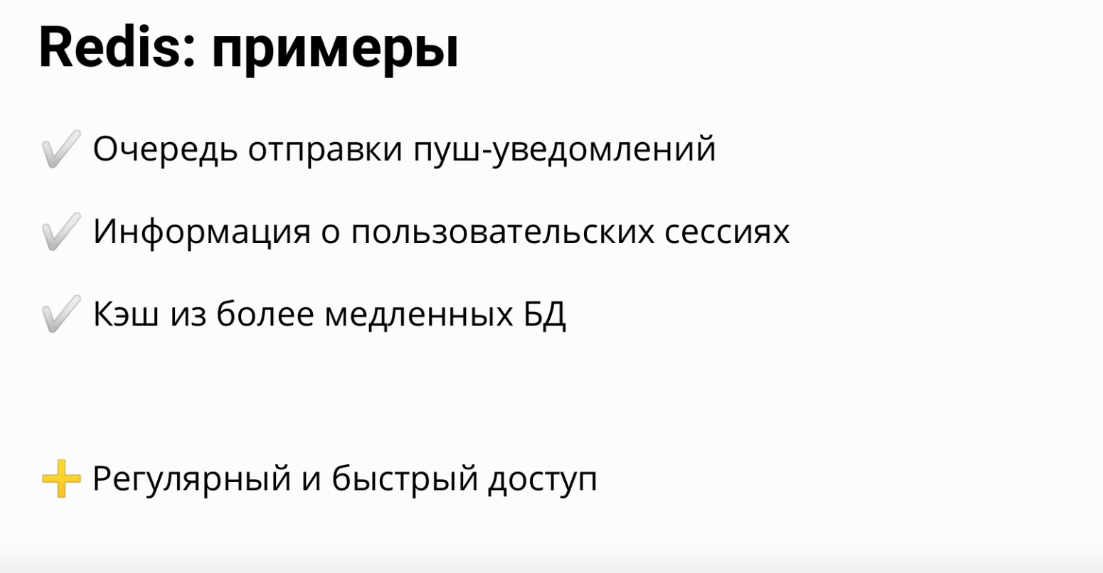 Redis: примеры
✔️ Очередь отправки пуш-уведомлений
✔️ Информация о пользовательских сессиях
✔️ Кэш из более медленных БД
➕ Регулярный и быстрый доступ